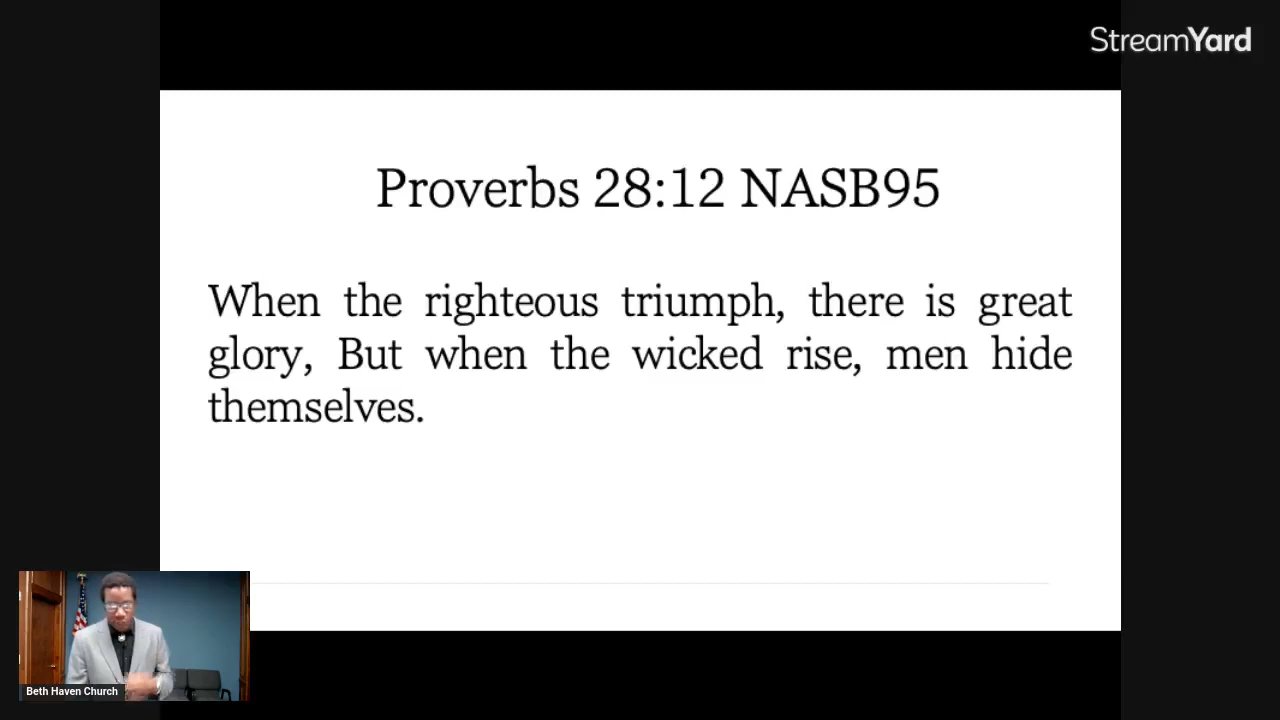 StreamYard
Proverbs 28:12 NASB95
When the righteous triumph, there is great
glory, But when the wicked rise, men hide
themselves.
Beth Haven Church